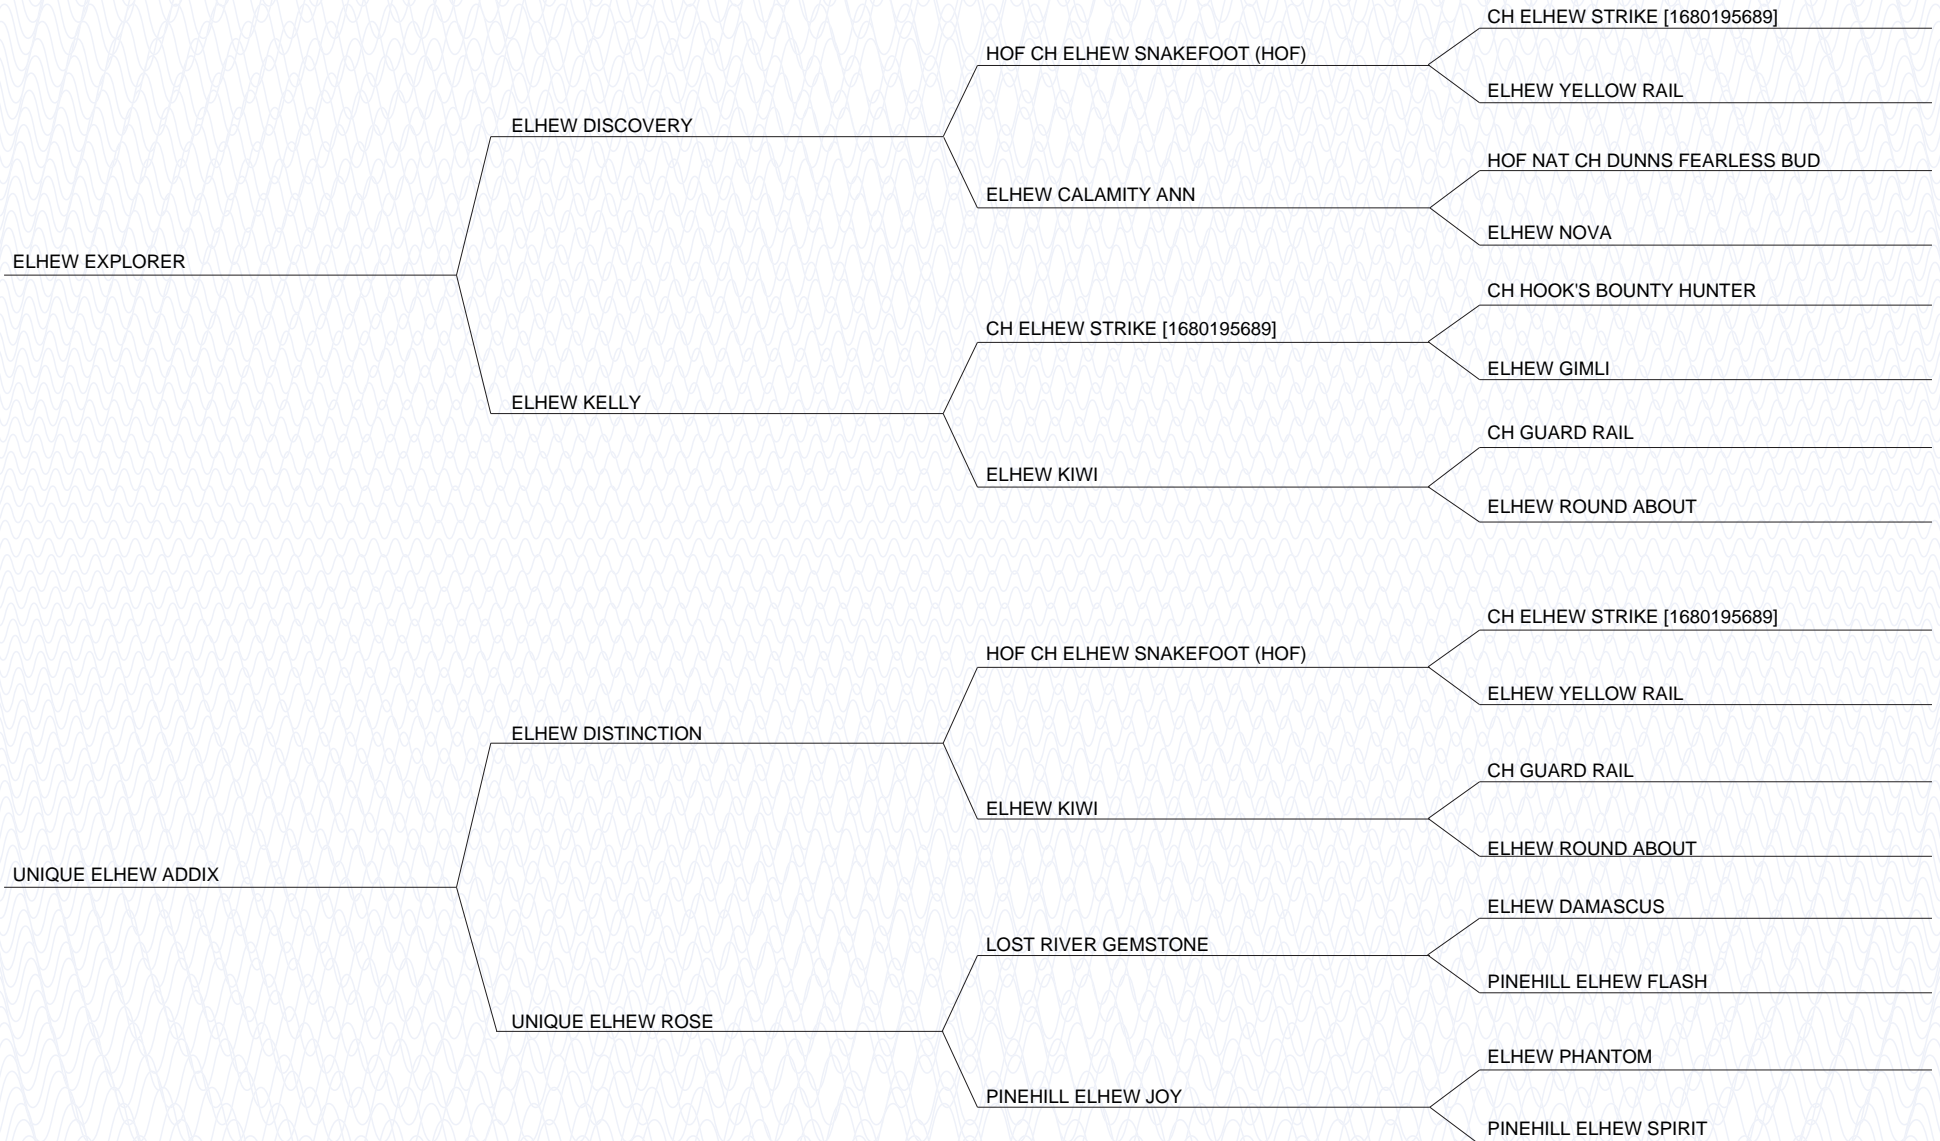 CH ELHEW STRIKE [1680195689]
HOF CH ELHEW SNAKEFOOT (HOF)
ELHEW YELLOW RAIL
ELHEW DISCOVERY
HOF NAT CH DUNNS FEARLESS BUD
ELHEW CALAMITY ANN
ELHEW NOVA
ELHEW EXPLORER
CH HOOK'S BOUNTY HUNTER
CH ELHEW STRIKE [1680195689]
ELHEW GIMLI
ELHEW KELLY
CH GUARD RAIL
ELHEW KIWI
ELHEW ROUND ABOUT
CH ELHEW STRIKE [1680195689]
HOF CH ELHEW SNAKEFOOT (HOF)
ELHEW YELLOW RAIL
ELHEW DISTINCTION
CH GUARD RAIL
ELHEW KIWI
ELHEW ROUND ABOUT
UNIQUE ELHEW ADDIX
ELHEW DAMASCUS
LOST RIVER GEMSTONE
PINEHILL ELHEW FLASH
UNIQUE ELHEW ROSE
ELHEW PHANTOM
PINEHILL ELHEW JOY
PINEHILL ELHEW SPIRIT